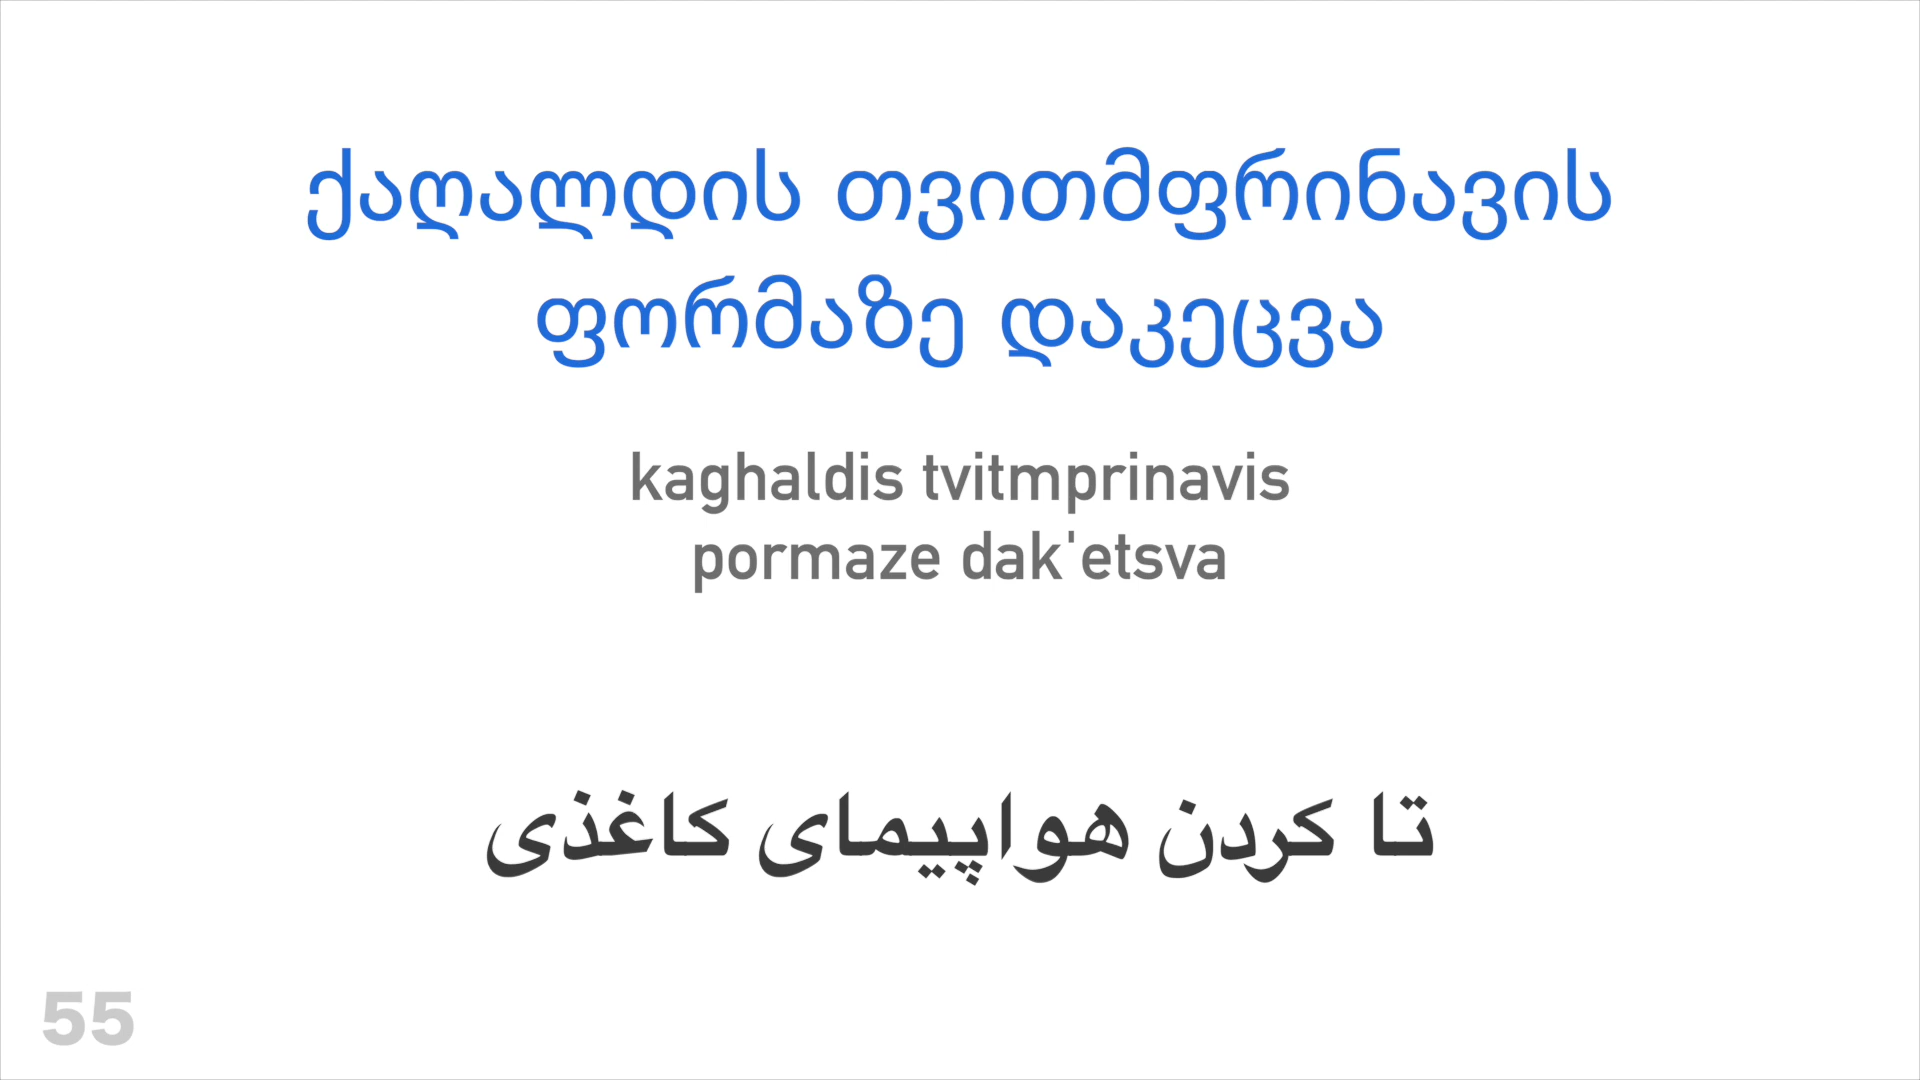 ქაღალდის თვითმფრინავის
ფორმაზე დაკეცვა
kaghaldis tvitmprinavis
pormaze dak'etsva
تا کردن هواپیمای کاغذی
55